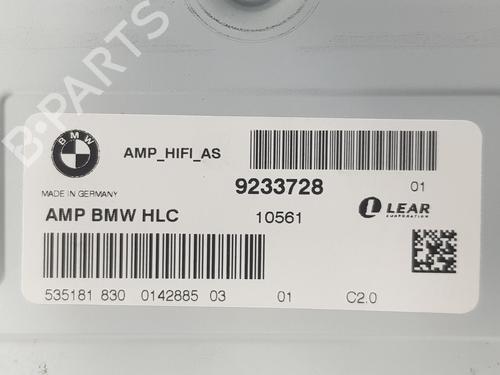 B-PARTS
BMW
AMP_HIFI_AS
MADE IN GERMANY
9233728 01
AMP BMW HLC 10561 LEAR
CORPORATION
535181 830 0142885 03 01 C2.0